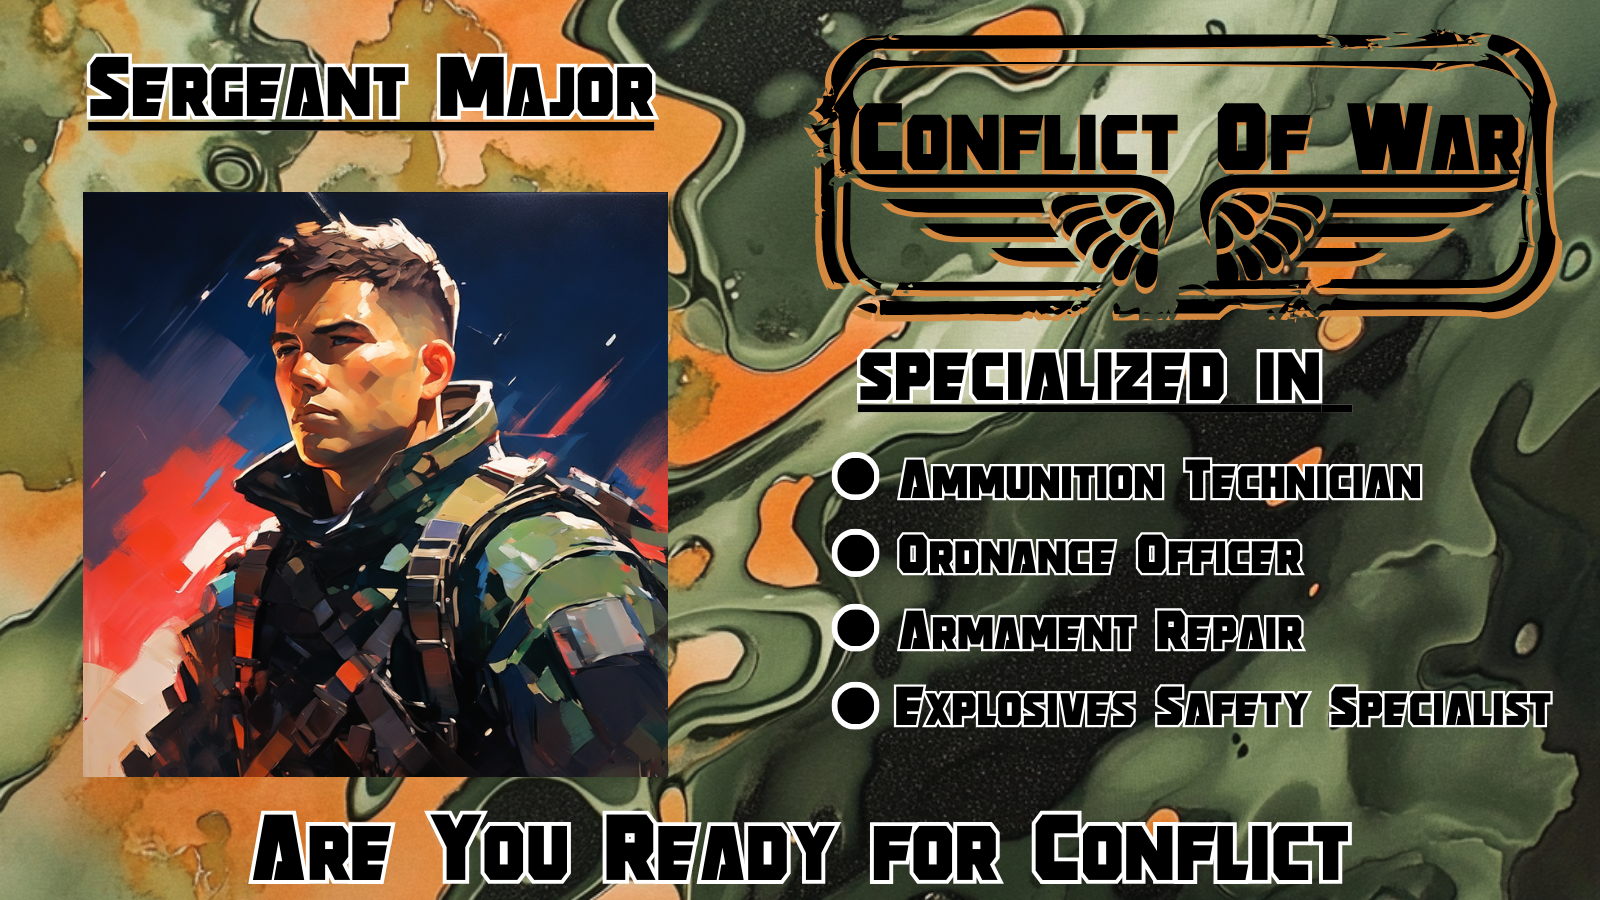 Sergeant Major
Conflict Of War
Specialized in
Ammunition Technician
Ordnance Officer
Armament Repair
Explosives Safety Specialist
Are You Ready for Conflict